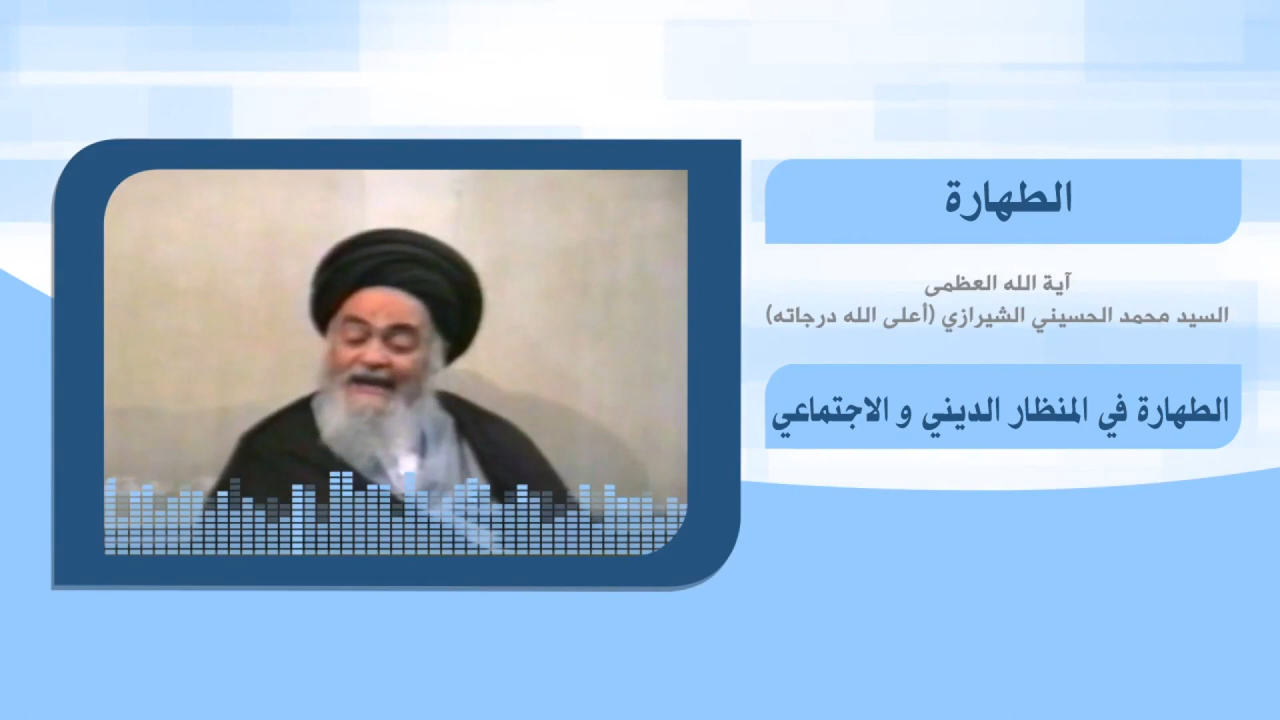 الطهارة
آية الله العظمى
السيد محمد الحسيني الشيرازي (أعلى الله درجاته)
الطهارة في المنظار الديني و الاجتماعي